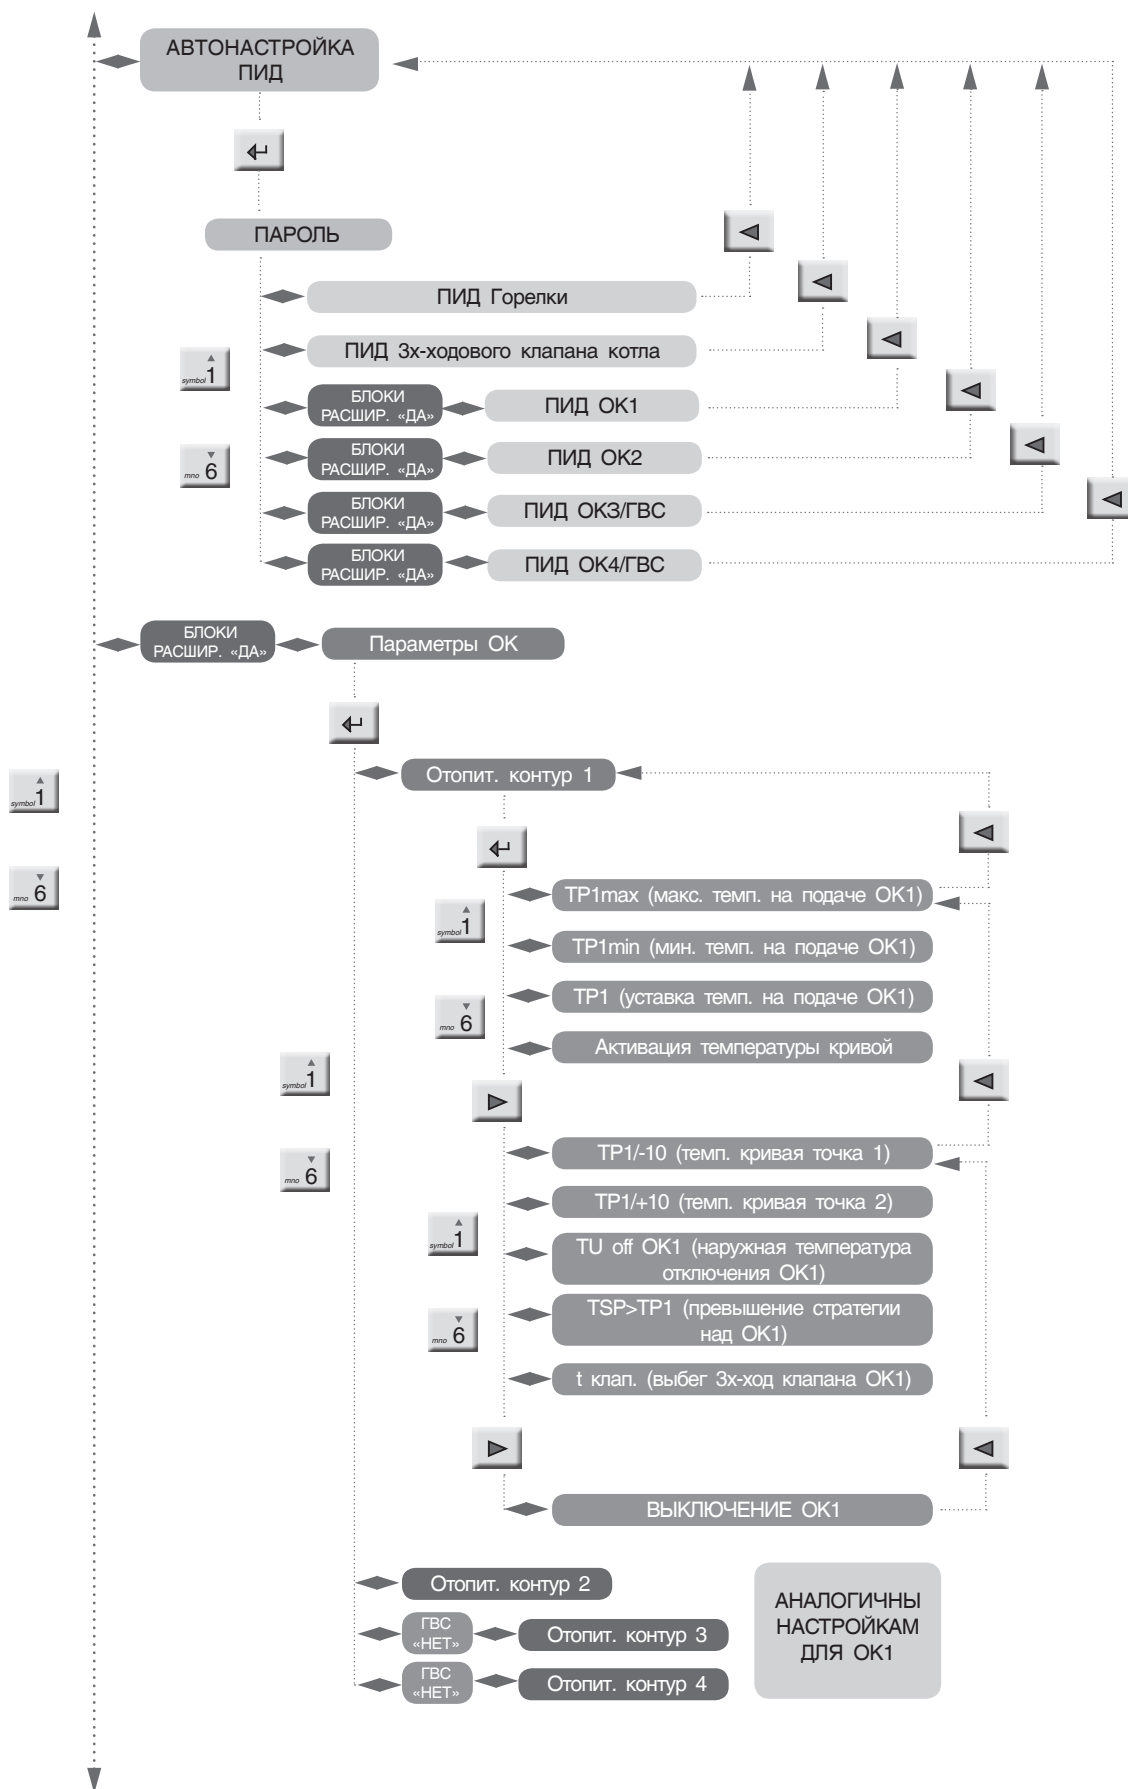 АВТОНАСТРОЙКА
ПИД
ПАРОЛЬ
ПИД Горелки
ПИД 3х-ходового клапана котла
symbol 1
БЛОКИ
РАСШИР. «ДА»
ПИД ОК1
mno 6
БЛОКИ
РАСШИР. «ДА»
ПИД ОК2
БЛОКИ
РАСШИР. «ДА»
ПИД ОК3/ГВС
БЛОКИ
РАСШИР. «ДА»
ПИД ОК4/ГВС
БЛОКИ
РАСШИР. «ДА»
Параметры ОК
symbol 1
mno 6
Отопит. контур 1
TP1max (макс. темп. на подаче ОК1)
symbol 1
TP1min (мин. темп. на подаче ОК1)
TP1 (уставка темп. на подаче ОК1)
mno 6
Активация температуры кривой
symbol 1
mno 6
TP1/-10 (темп. кривая точка 1)
TP1/+10 (темп. кривая точка 2)
symbol 1
TU off ОК1 (наружная температура
отключения ОК1)
TSP>TP1 (превышение стратегии
над ОК1)
mno 6
t клап. (выбег 3х-ход клапана ОК1)
ВЫКЛЮЧЕНИЕ ОК1
Отопит. контур 2
ГВС
«НЕТ»
Отопит. контур 3
ГВС
«НЕТ»
Отопит. контур 4
АНАЛОГИЧНЫ
НАСТРОЙКАМ
ДЛЯ ОК1